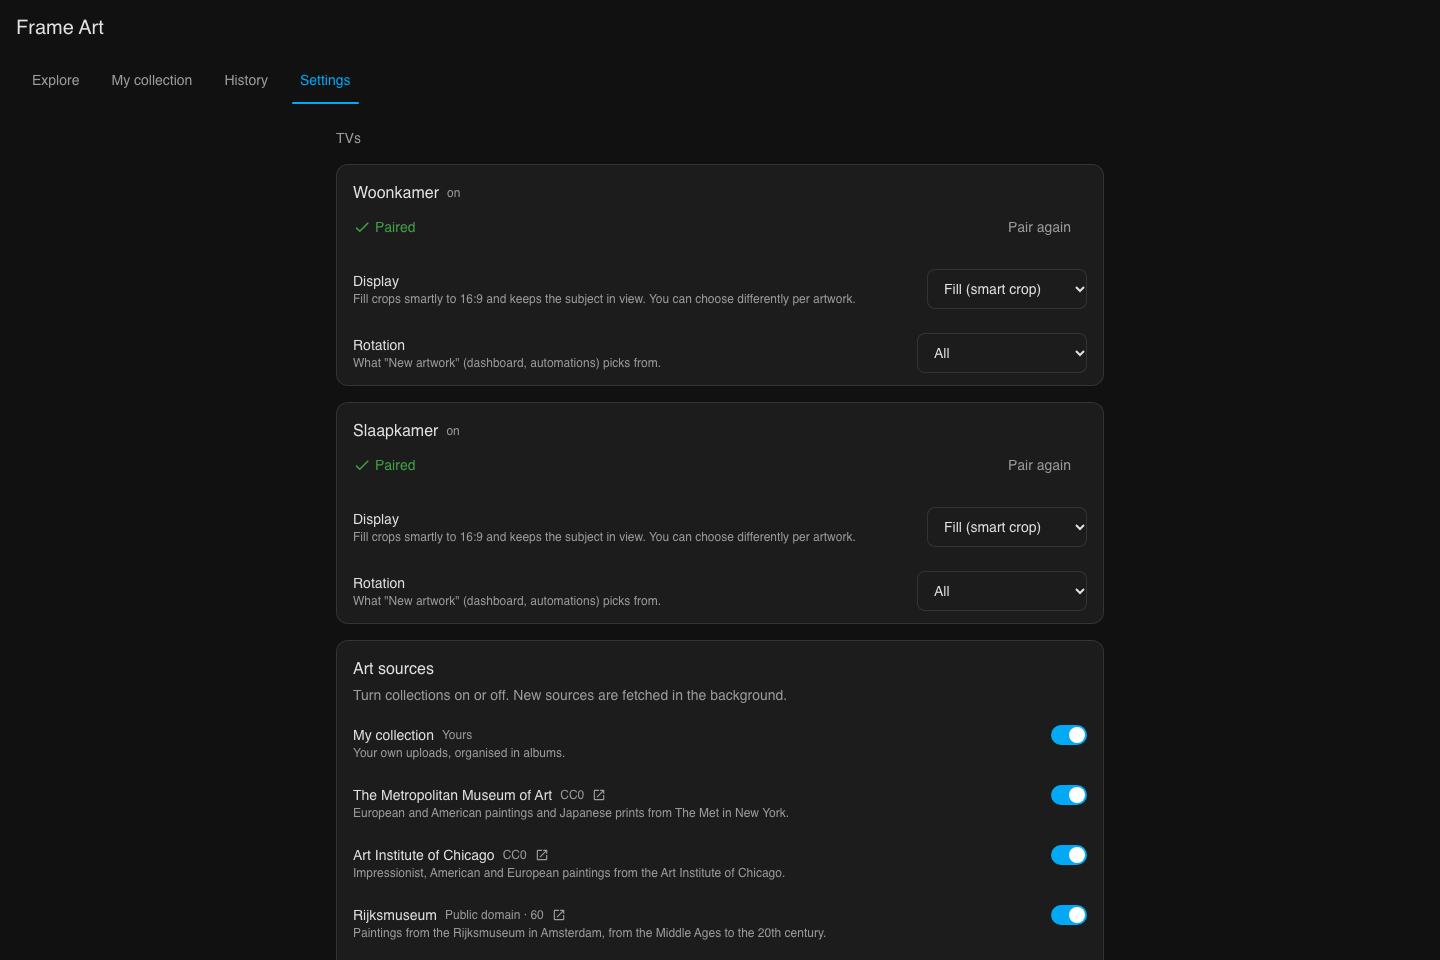 Frame Art
Explore
My collection
History
Settings
TVs
Woonkamer on
Paired
Pair again
Display
Fill crops smartly to 16:9 and keeps the subject in view. You can choose differently per artwork.
Fill (smart crop)
Rotation
What "New artwork" (dashboard, automations) picks from.
All
Slaapkamer on
Paired
Pair again
Display
Fill crops smartly to 16:9 and keeps the subject in view. You can choose differently per artwork.
Fill (smart crop)
Rotation
What "New artwork" (dashboard, automations) picks from.
All
Art sources
Turn collections on or off. New sources are fetched in the background.
My collection Yours
Your own uploads, organised in albums.
The Metropolitan Museum of Art CC0
European and American paintings and Japanese prints from The Met in New York.
Art Institute of Chicago CC0
Impressionist, American and European paintings from the Art Institute of Chicago.
Rijksmuseum Public domain · 60
Paintings from the Rijksmuseum in Amsterdam, from the Middle Ages to the 20th century.